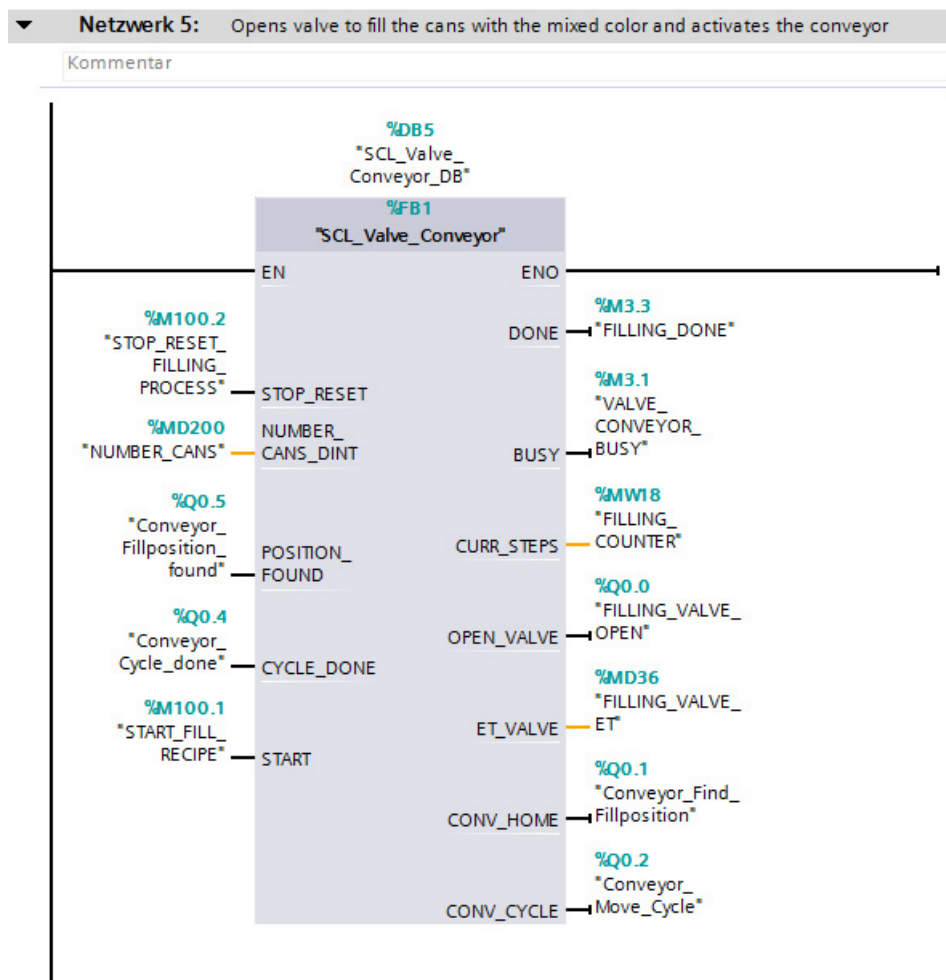 Netzwerk 5: Opens valve to fill the cans with the mixed color and activates the conveyor
Kommentar
%DB5
"SCL_Valve_
Conveyor_DB"
%FB1
"SCL_Valve_Conveyor"
EN
ENO
%M100.2
"STOP_RESET_
FILLING_
PROCESS"
STOP_RESET
%MD200
"NUMBER_CANS"
NUMBER_
CANS_DINT
%Q0.5
"Conveyor_
Fillposition_
found"
POSITION_
FOUND
%Q0.4
"Conveyor_
Cycle_done"
CYCLE_DONE
%M100.1
"START_FILL_
RECIPE"
START
DONE
%M3.3
"FILLING_DONE"
BUSY
%M3.1
"VALVE_
CONVEYOR_
BUSY"
CURR_STEPS
%MW18
"FILLING_
COUNTER"
OPEN_VALVE
%Q0.0
"FILLING_VALVE_
OPEN"
ET_VALVE
%MD36
"FILLING_VALVE_
ET"
CONV_HOME
%Q0.1
"Conveyor_Find_
Fillposition"
CONV_CYCLE
%Q0.2
"Conveyor_
Move_Cycle"